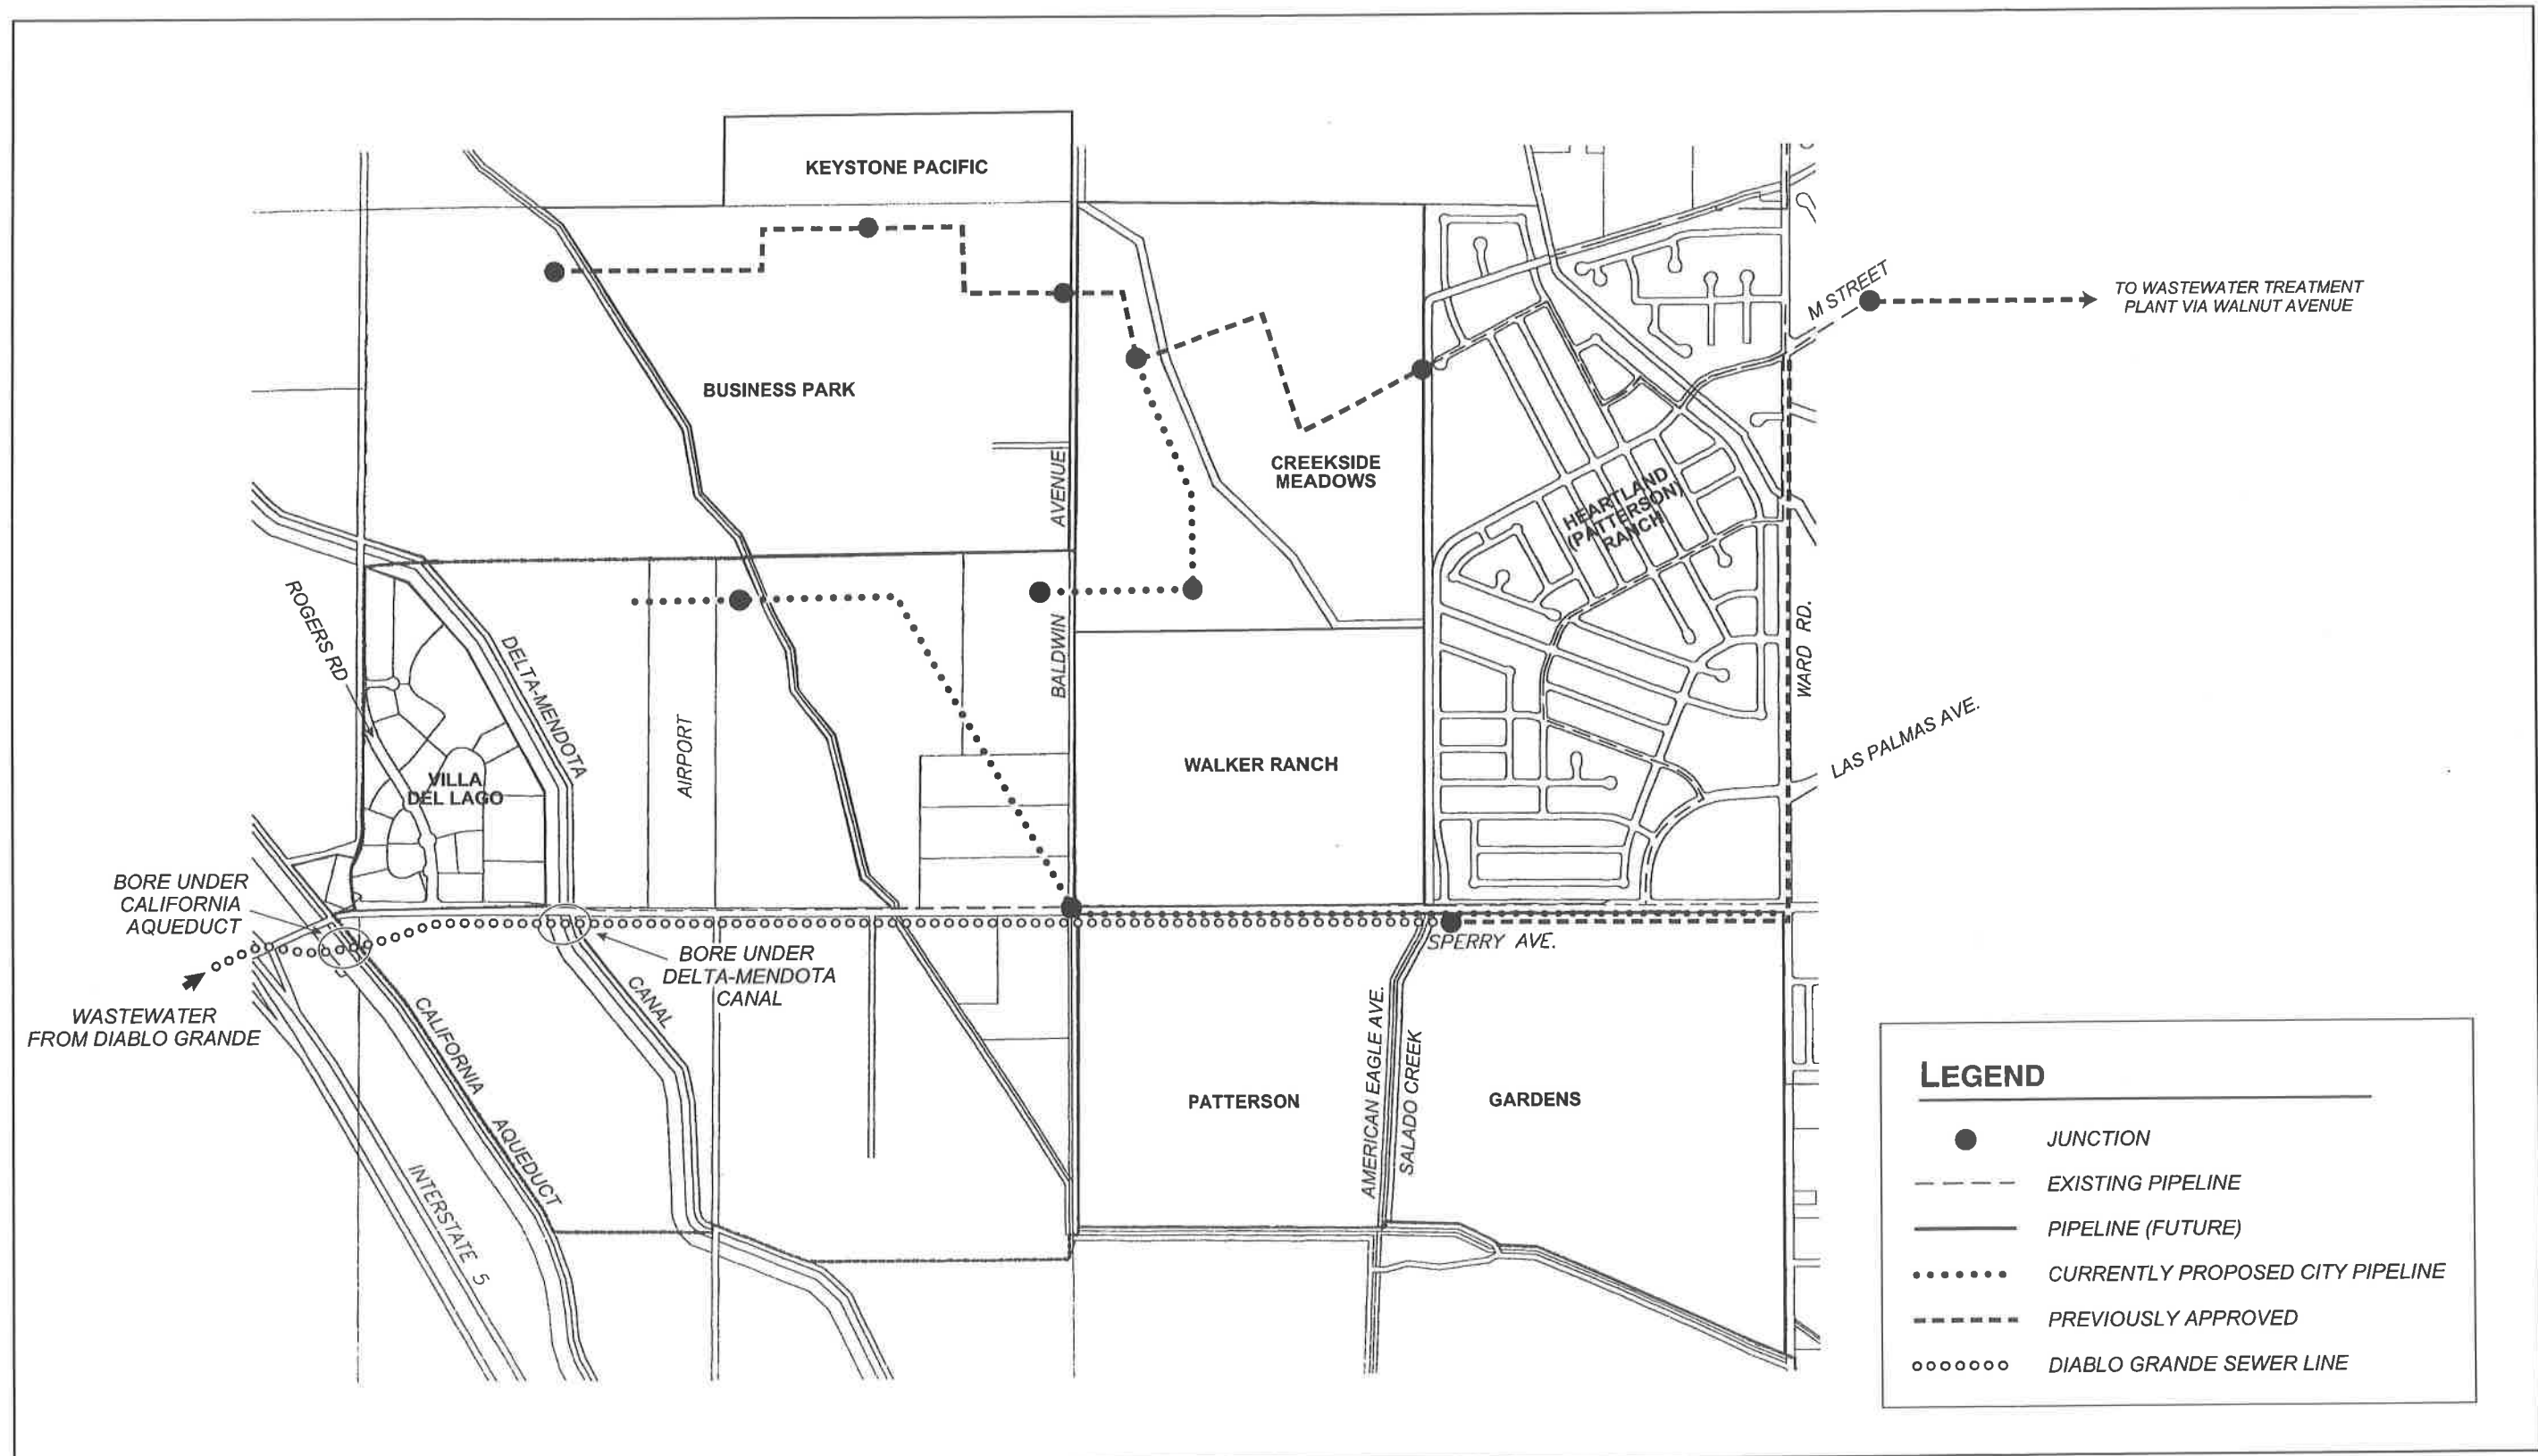 KEYSTONE PACIFIC
M STREET
TO WASTEWATER TREATMENT
PLANT VIA WALNUT AVENUE
BUSINESS PARK
AVENUE
CREEKSIDE
MEADOWS
HEARTLAND
(PATTERSON)
RANCH
ROGERS RD
DELTA-MENDOTA
BALDWIN
WARD RD.
AIRPORT
LAS PALMAS AVE.
WALKER RANCH
VILLA
DEL LAGO
BORE UNDER
CALIFORNIA
AQUEDUCT
SPERRY AVE.
BORE UNDER
DELTA-MENDOTA
CANAL
CANAL
WASTEWATER
FROM DIABLO GRANDE
CALIFORNIA AQUEDUCT
INTERSTATE 5
AMERICAN EAGLE AVE.
SALADO CREEK
PATTERSON
GARDENS
LEGEND
JUNCTION
EXISTING PIPELINE
PIPELINE (FUTURE)
CURRENTLY PROPOSED CITY PIPELINE
PREVIOUSLY APPROVED
DIABLO GRANDE SEWER LINE